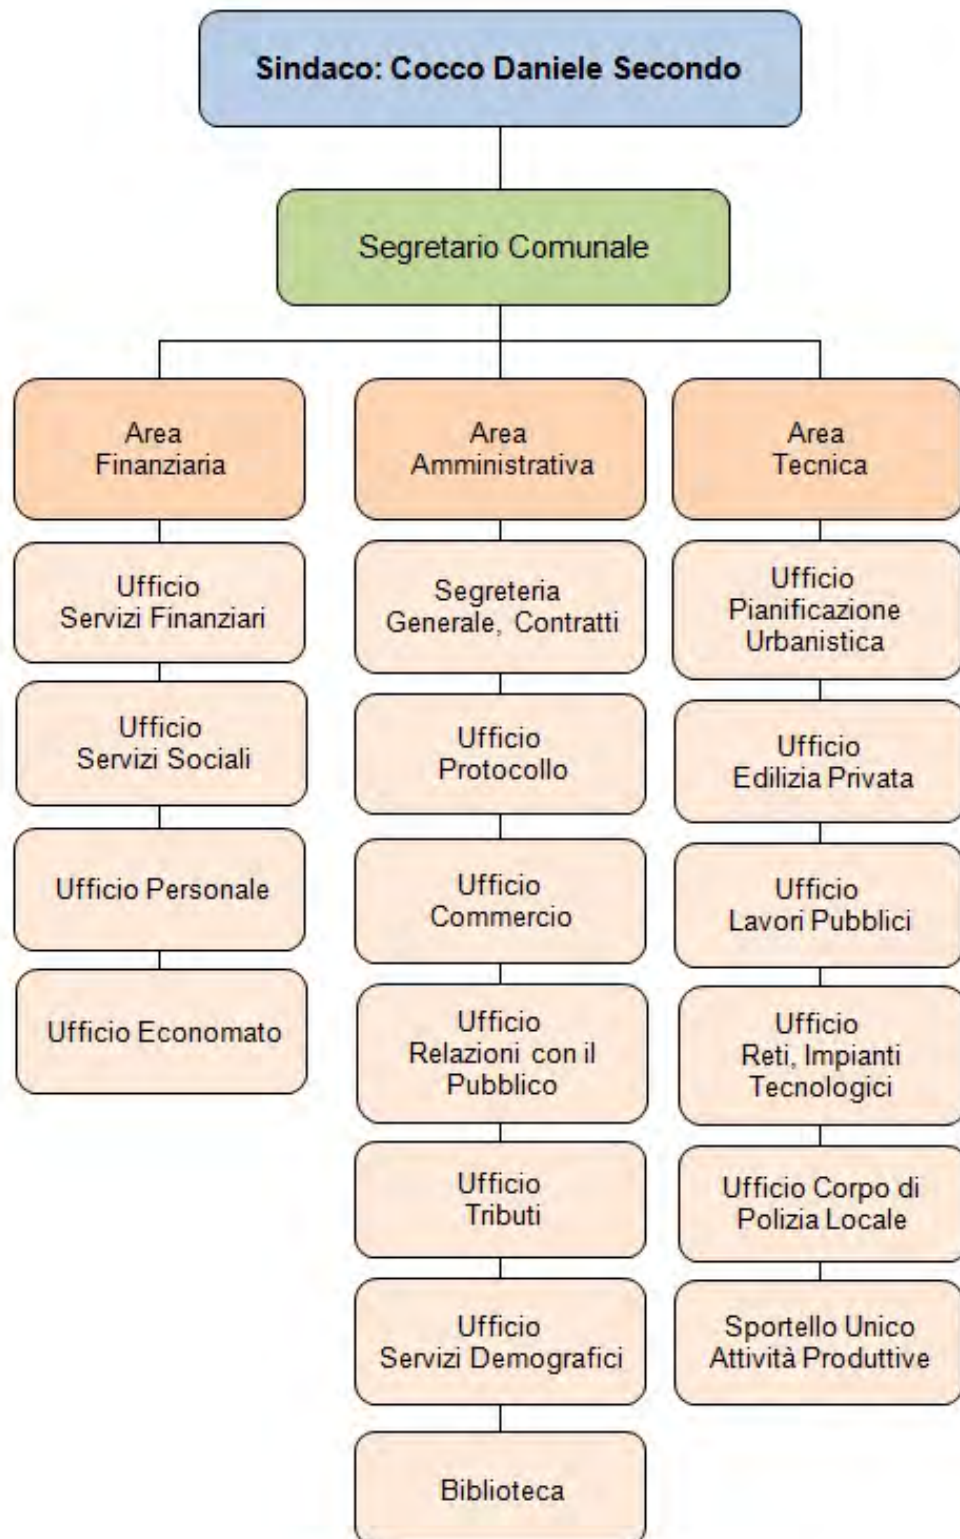 Sindaco: Cocco Daniele Secondo
Segretario Comunale
Area
Finanziaria
Ufficio
Servizi Finanziari
Ufficio
Servizi Sociali
Ufficio Personale
Ufficio Economato
Area
Amministrativa
Segreteria
Generale, Contratti
Ufficio
Protocollo
Ufficio
Commercio
Ufficio
Relazioni con il
Pubblico
Ufficio
Tributi
Ufficio
Servizi Demografici
Biblioteca
Area
Tecnica
Ufficio
Pianificazione
Urbanistica
Ufficio
Edilizia Privata
Ufficio
Lavori Pubblici
Ufficio
Reti, Impianti
Tecnologici
Ufficio Corpo di
Polizia Locale
Sportello Unico
Attività Produttive